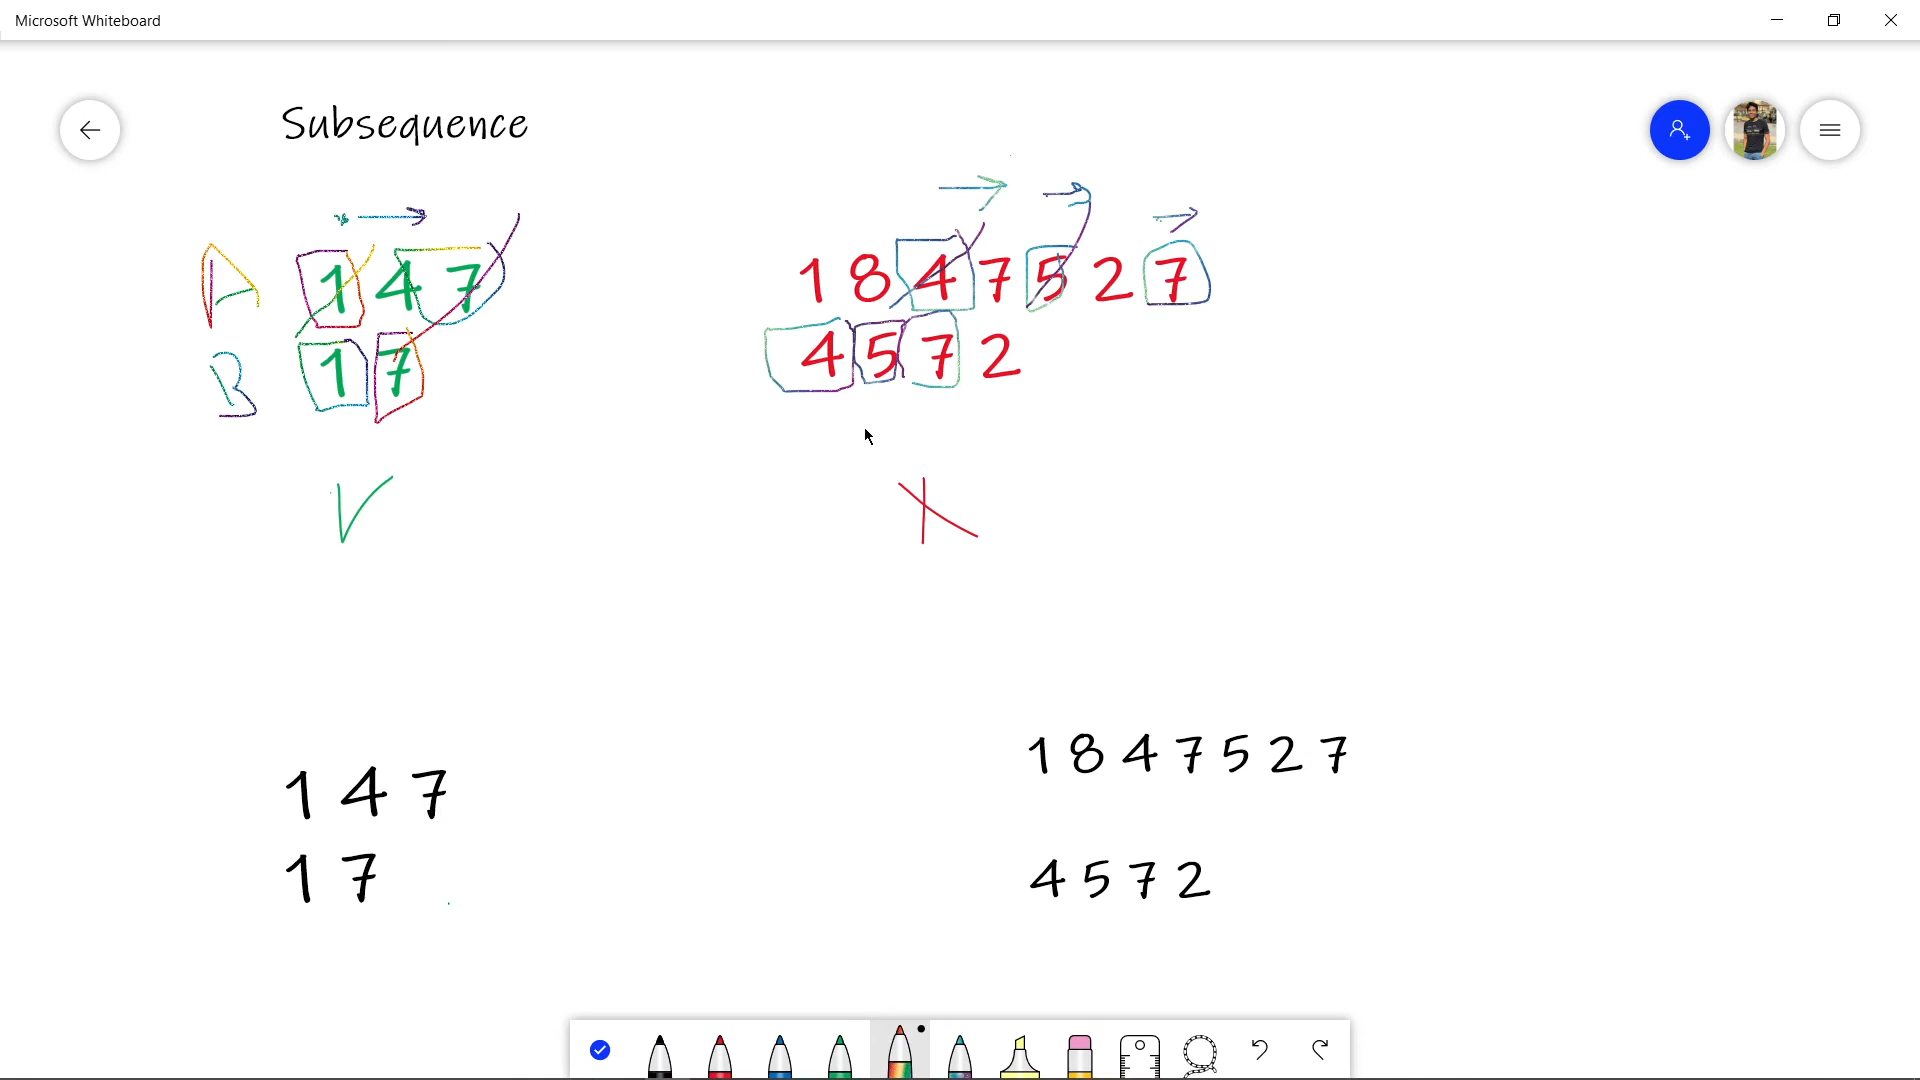 Microsoft Whiteboard
Subsequence
A 1 4 7
B 1 7
1 8 4 7 5 2 7
4 5 7 2
1 4 7
1 7
1 8 4 7 5 2 7
4 5 7 2